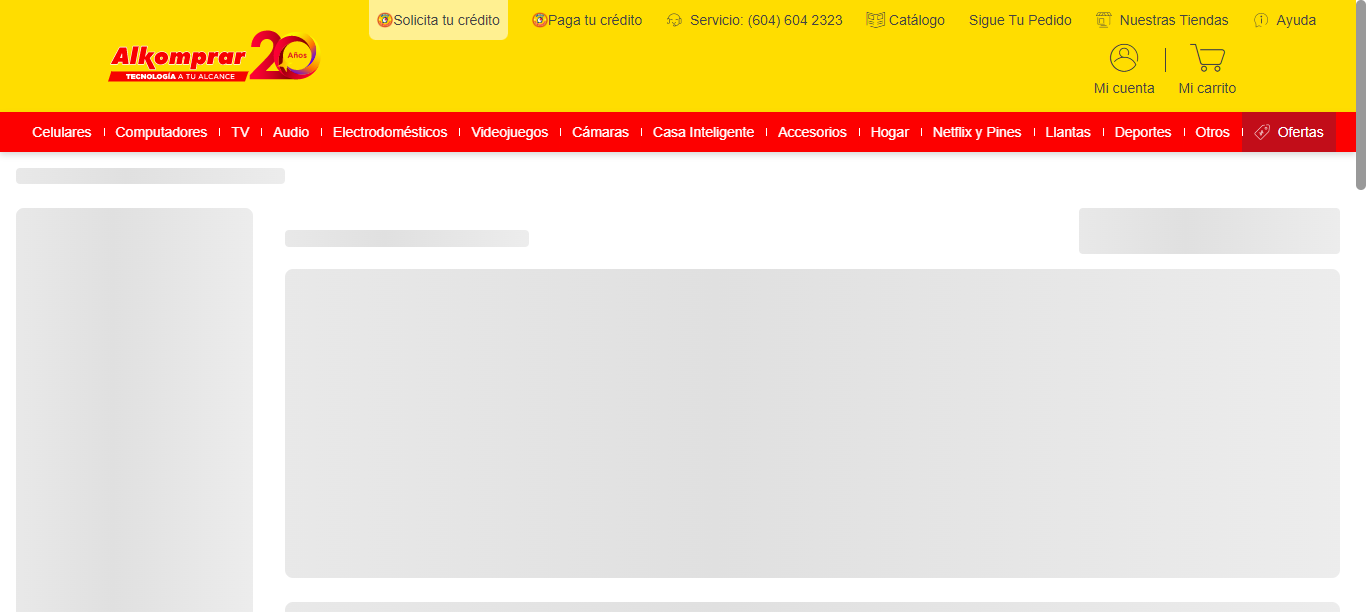 Solicita tu crédito Paga tu crédito Servicio: (604) 604 2323 Catálogo Sigue Tu Pedido Nuestras Tiendas Ayuda
Alkomprar 20 Años
TECNOLOGÍA A TU ALCANCE
Mi cuenta Mi carrito
Celulares Computadores TV Audio Electrodomésticos Videojuegos Cámaras Casa Inteligente Accesorios Hogar Netflix y Pines Llantas Deportes Otros Ofertas